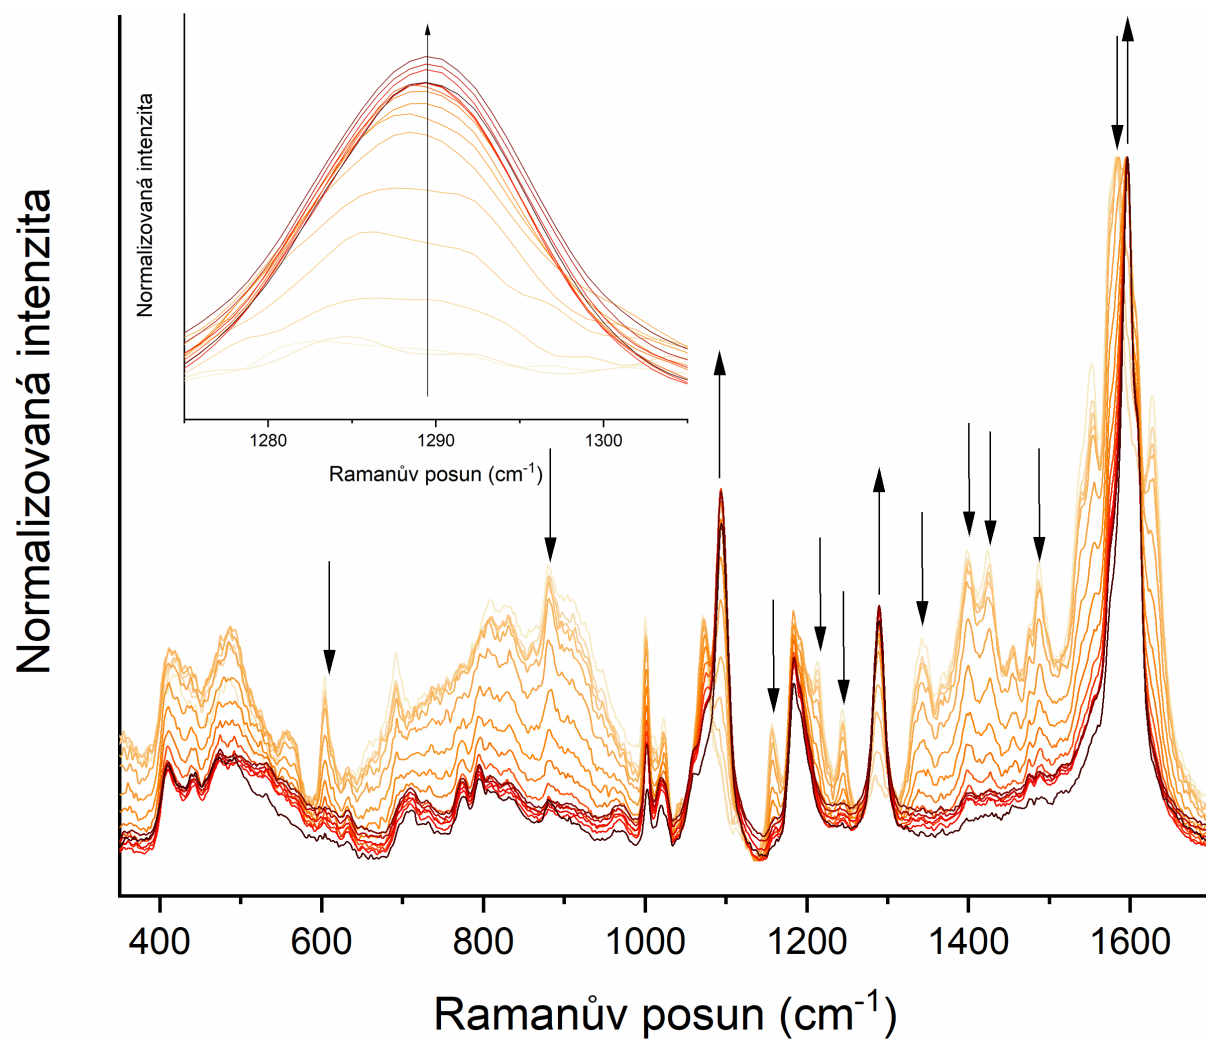 Normalizovaná intenzita
1280 1290 1300
Ramanův posun (cm-1)
Normalizovaná intenzita
400 600 800 1000 1200 1400 1600
Ramanův posun (cm-1)